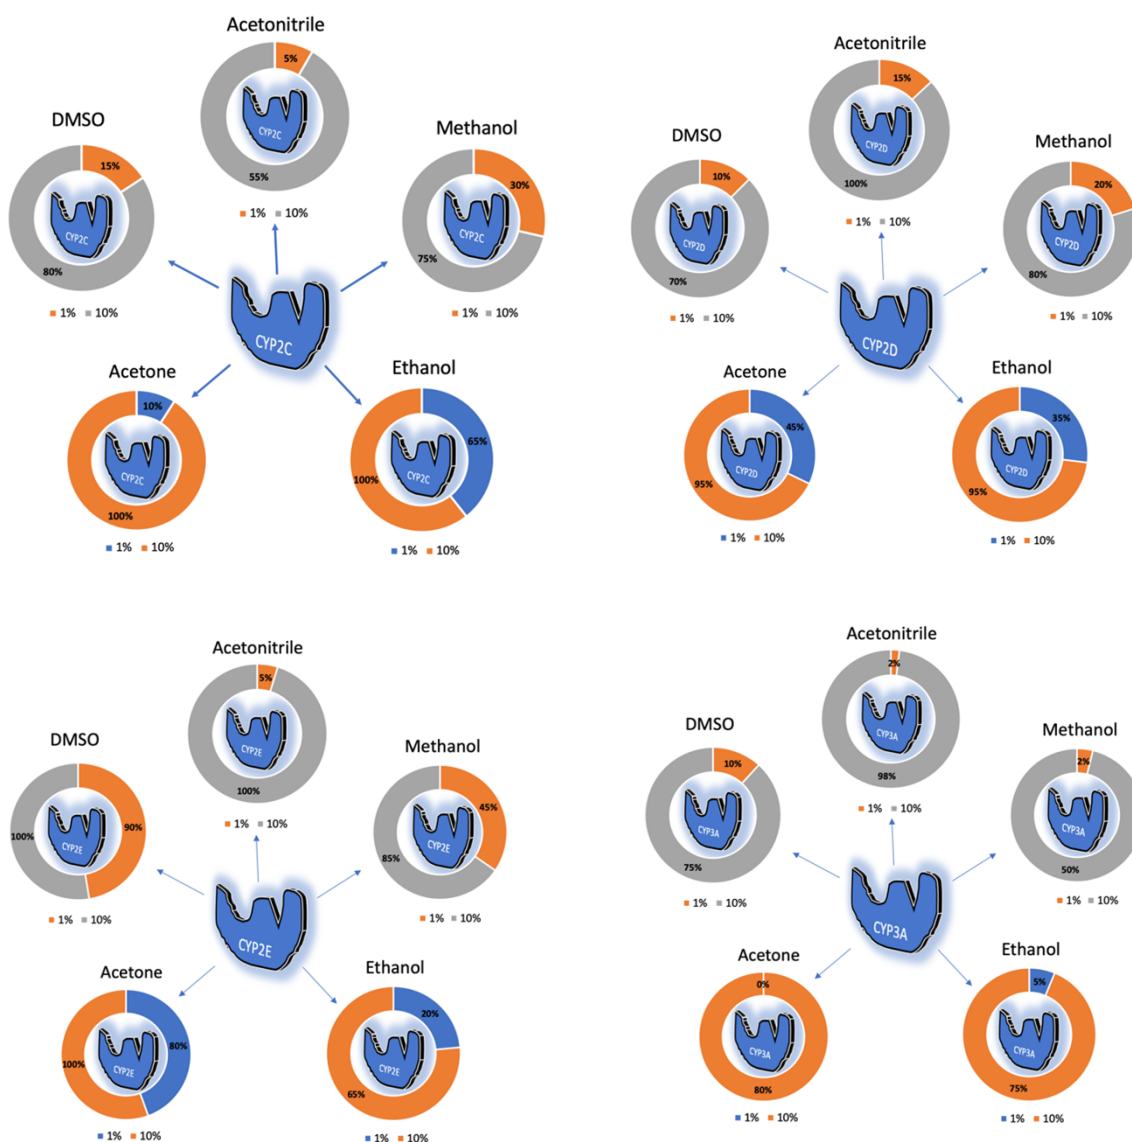 Acetonitrile
5%
CYP2C
55%
1% 10%
DMSO
15%
CYP2C
80%
1% 10%
Methanol
30%
CYP2C
75%
1% 10%
CYP2C
Acetone
10%
CYP2C
100%
1% 10%
Ethanol
65%
CYP2C
100%
1% 10%
Acetonitrile
15%
CYP2D
100%
1% 10%
DMSO
10%
CYP2D
70%
1% 10%
Methanol
20%
CYP2D
80%
1% 10%
CYP2D
Acetone
45%
CYP2D
95%
1% 10%
Ethanol
35%
CYP2D
95%
1% 10%
Acetonitrile
5%
CYP2E
100%
1% 10%
DMSO
90%
CYP2E
100%
1% 10%
Methanol
45%
CYP2E
85%
1% 10%
CYP2E
Acetone
80%
CYP2E
100%
1% 10%
Ethanol
20%
CYP2E
65%
1% 10%
Acetonitrile
2%
CYP3A
98%
1% 10%
DMSO
10%
CYP3A
75%
1% 10%
Methanol
2%
CYP3A
50%
1% 10%
CYP3A
Acetone
0%
CYP3A
80%
1% 10%
Ethanol
5%
CYP3A
75%
1% 10%